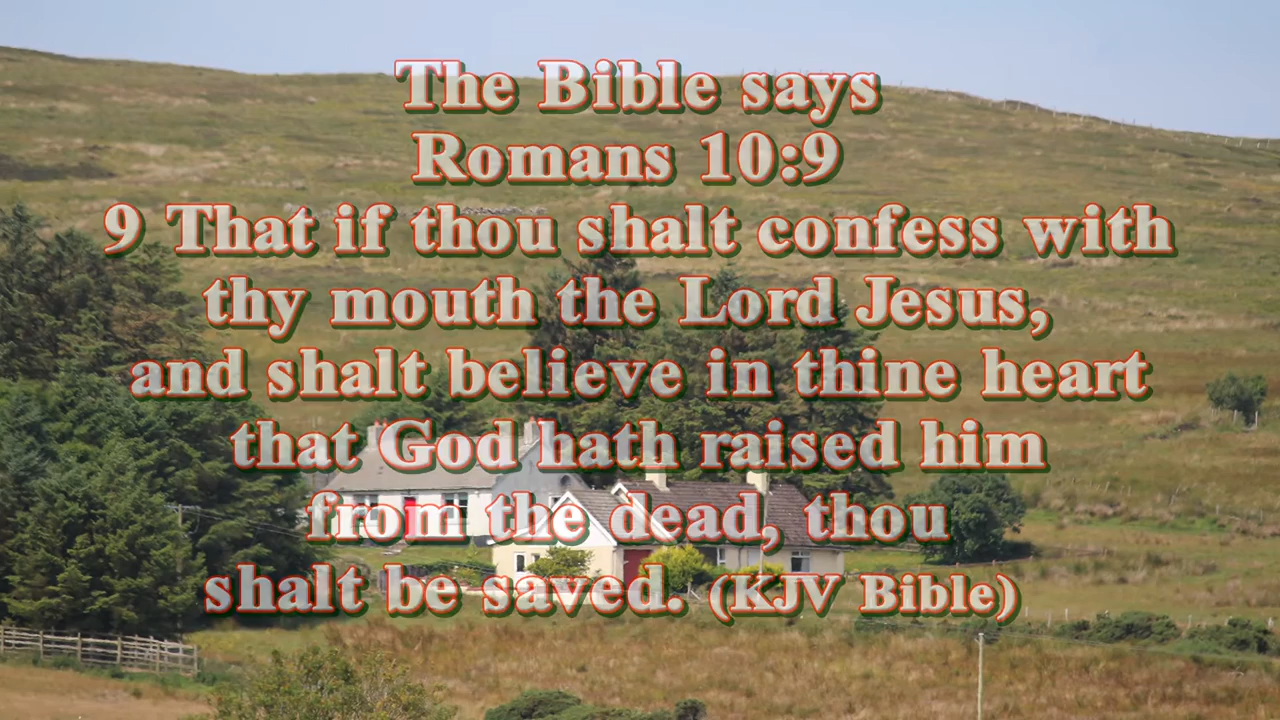 The Bible says
Romans 10:9
9 That if thou shalt confess with
thy mouth the Lord Jesus,
and shalt believe in thine heart
that God hath raised him
from the dead, thou
shalt be saved. (KJV Bible)